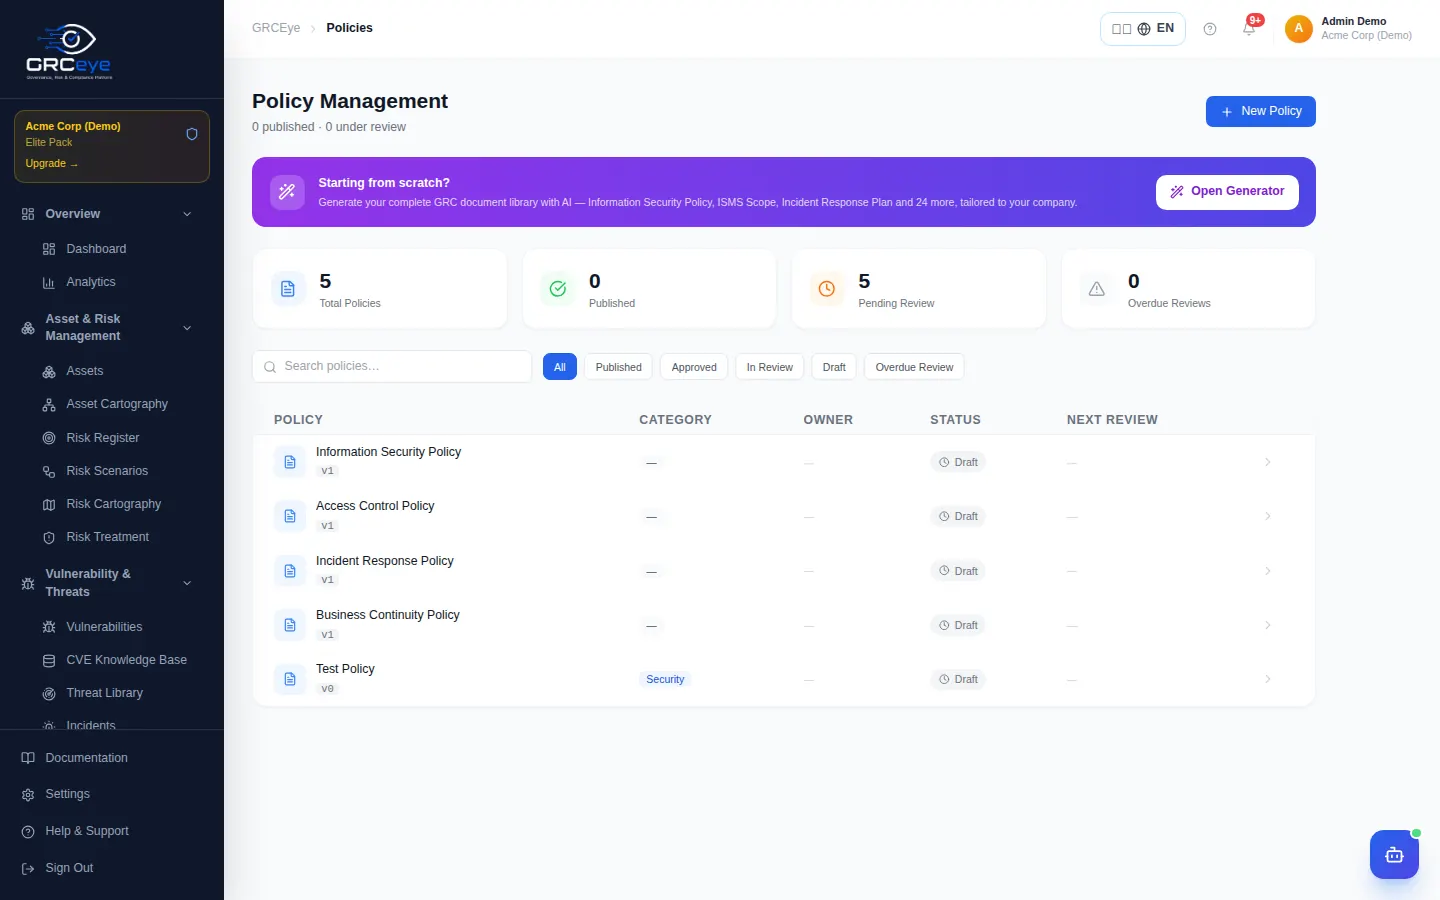 GRCeye
Governance, Risk & Compliance Platform
Acme Corp (Demo)
Elite Pack
Upgrade →
Overview
Dashboard
Analytics
Asset & Risk
Management
Assets
Asset Cartography
Risk Register
Risk Scenarios
Risk Cartography
Risk Treatment
Vulnerability &
Threats
Vulnerabilities
CVE Knowledge Base
Threat Library
Incidents
Documentation
Settings
Help & Support
Sign Out
GRCEye > Policies
EN
9+
A
Admin Demo
Acme Corp (Demo)
Policy Management
0 published · 0 under review
+ New Policy
Starting from scratch?
Generate your complete GRC document library with AI — Information Security Policy, ISMS Scope, Incident Response Plan and 24 more, tailored to your company.
Open Generator
5
Total Policies
0
Published
5
Pending Review
0
Overdue Reviews
Search policies…
All Published Approved In Review Draft Overdue Review
POLICY CATEGORY OWNER STATUS NEXT REVIEW
Information Security Policy
v1 — — Draft —
Access Control Policy
v1 — — Draft —
Incident Response Policy
v1 — — Draft —
Business Continuity Policy
v1 — — Draft —
Test Policy
v0 Security — Draft —